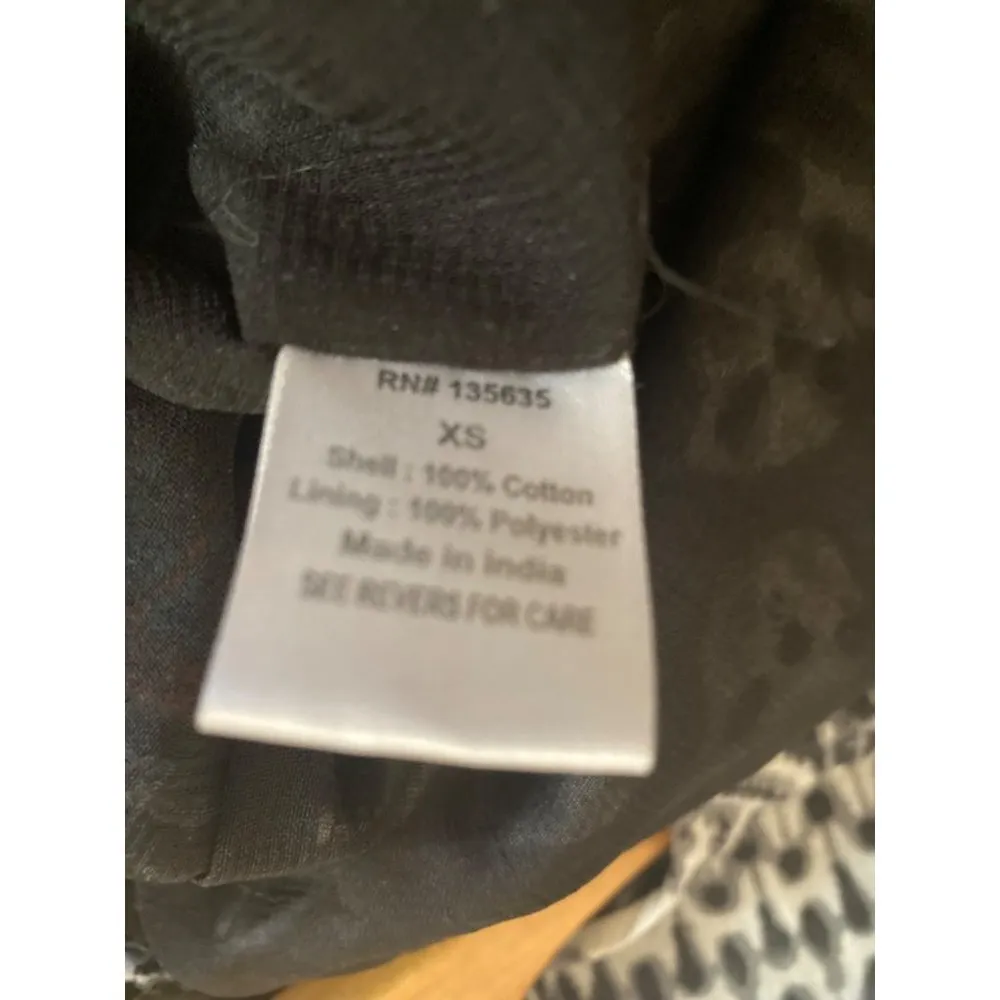 RN# 135635
XS
Shell : 100% Cotton
Lining : 100% Polyester
Made in India
SEE REVERS FOR CARE